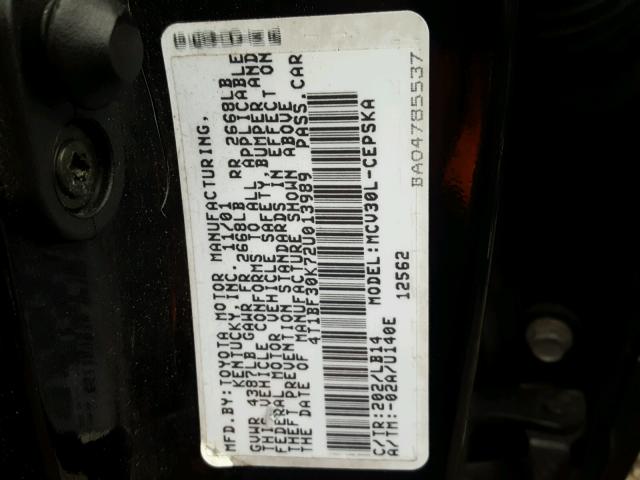 MFD.BY:TOYOTA MOTOR MANUFACTURING,
KENTUCKY,INC. 11/01
GVWR 4387LB GAWR FR 2668LB RR 2668LB
THIS VEHICLE CONFORMS TO ALL APPLICABLE
FEDERAL MOTOR VEHICLE SAFETY,BUMPER AND
THEFT PREVENTION STANDARDS IN EFFECT ON
THE DATE OF MANUFACTURE SHOWN ABOVE
4T1BF30K72U013989 PASS.CAR
MODEL:MCV30L-CEPSKA
C/TR:202/LB14 12562
A/TM:-02A/U140E
BA04785537